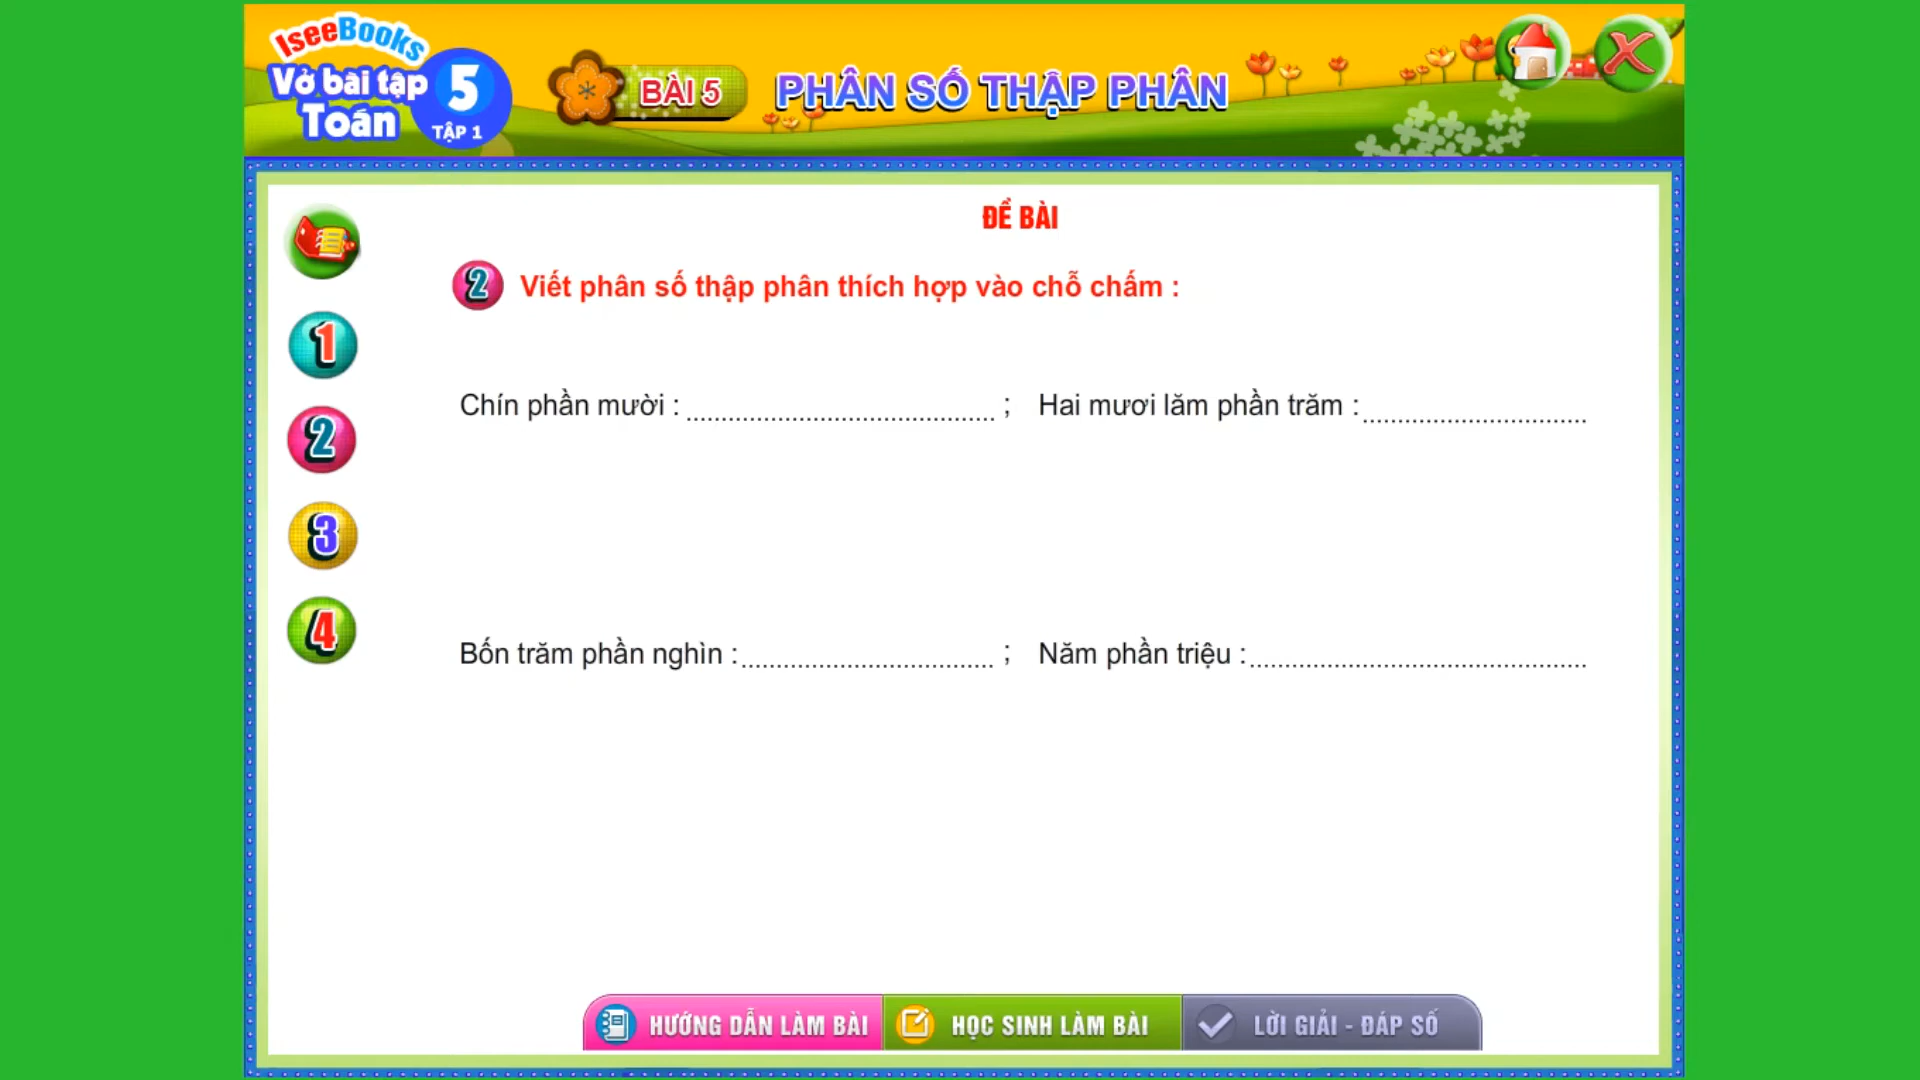 IseeBooks
Vở bài tập
Toán
5
TẬP 1
BÀI 5
PHÂN SỐ THẬP PHÂN
ĐỀ BÀI
2 Viết phân số thập phân thích hợp vào chỗ chấm :
1
2
3
4
Chín phần mười : ............................................ ; Hai mươi lăm phần trăm : ................................
Bốn trăm phần nghìn : .................................... ; Năm phần triệu : ................................................
HƯỚNG DẪN LÀM BÀI
HỌC SINH LÀM BÀI
LỜI GIẢI - ĐÁP SỐ